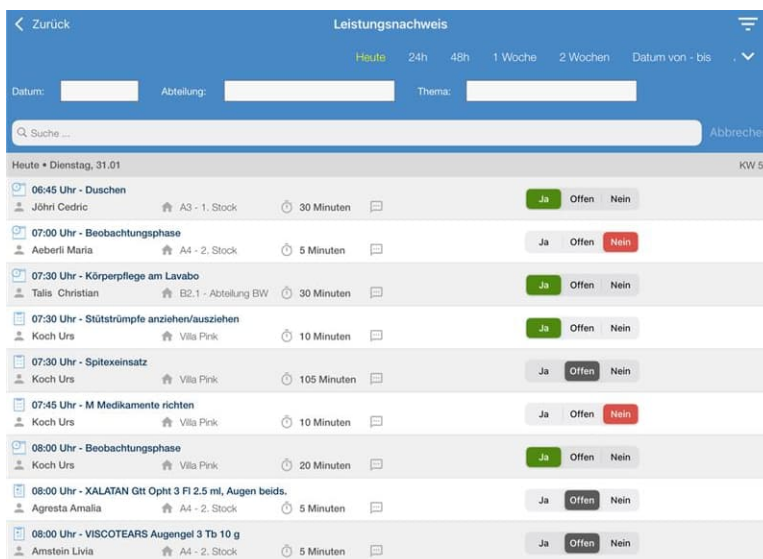 Zurück
Leistungsnachweis
Heute 24h 48h 1 Woche 2 Wochen Datum von - bis
Datum: Abteilung: Thema:
Suche ... Abbreche
Heute • Dienstag, 31.01 KW 5
06:45 Uhr - Duschen
Jöhri Cedric A3 - 1. Stock 30 Minuten Ja Offen Nein
07:00 Uhr - Beobachtungsphase
Aeberli Maria A4 - 2. Stock 5 Minuten Ja Offen Nein
07:30 Uhr - Körperpflege am Lavabo
Talis Christian B2.1 - Abteilung BW 30 Minuten Ja Offen Nein
07:30 Uhr - Stütstrümpfe anziehen/ausziehen
Koch Urs Villa Pink 10 Minuten Ja Offen Nein
07:30 Uhr - Spitexeinsatz
Koch Urs Villa Pink 105 Minuten Ja Offen Nein
07:45 Uhr - M Medikamente richten
Koch Urs Villa Pink 10 Minuten Ja Offen Nein
08:00 Uhr - Beobachtungsphase
Koch Urs Villa Pink 20 Minuten Ja Offen Nein
08:00 Uhr - XALATAN Gtt Opht 3 Fl 2.5 ml, Augen beids.
Agresta Amalia A4 - 2. Stock 5 Minuten Ja Offen Nein
08:00 Uhr - VISCOTEARS Augengel 3 Tb 10 g
Amstein Livia A4 - 2. Stock 5 Minuten Ja Offen Nein